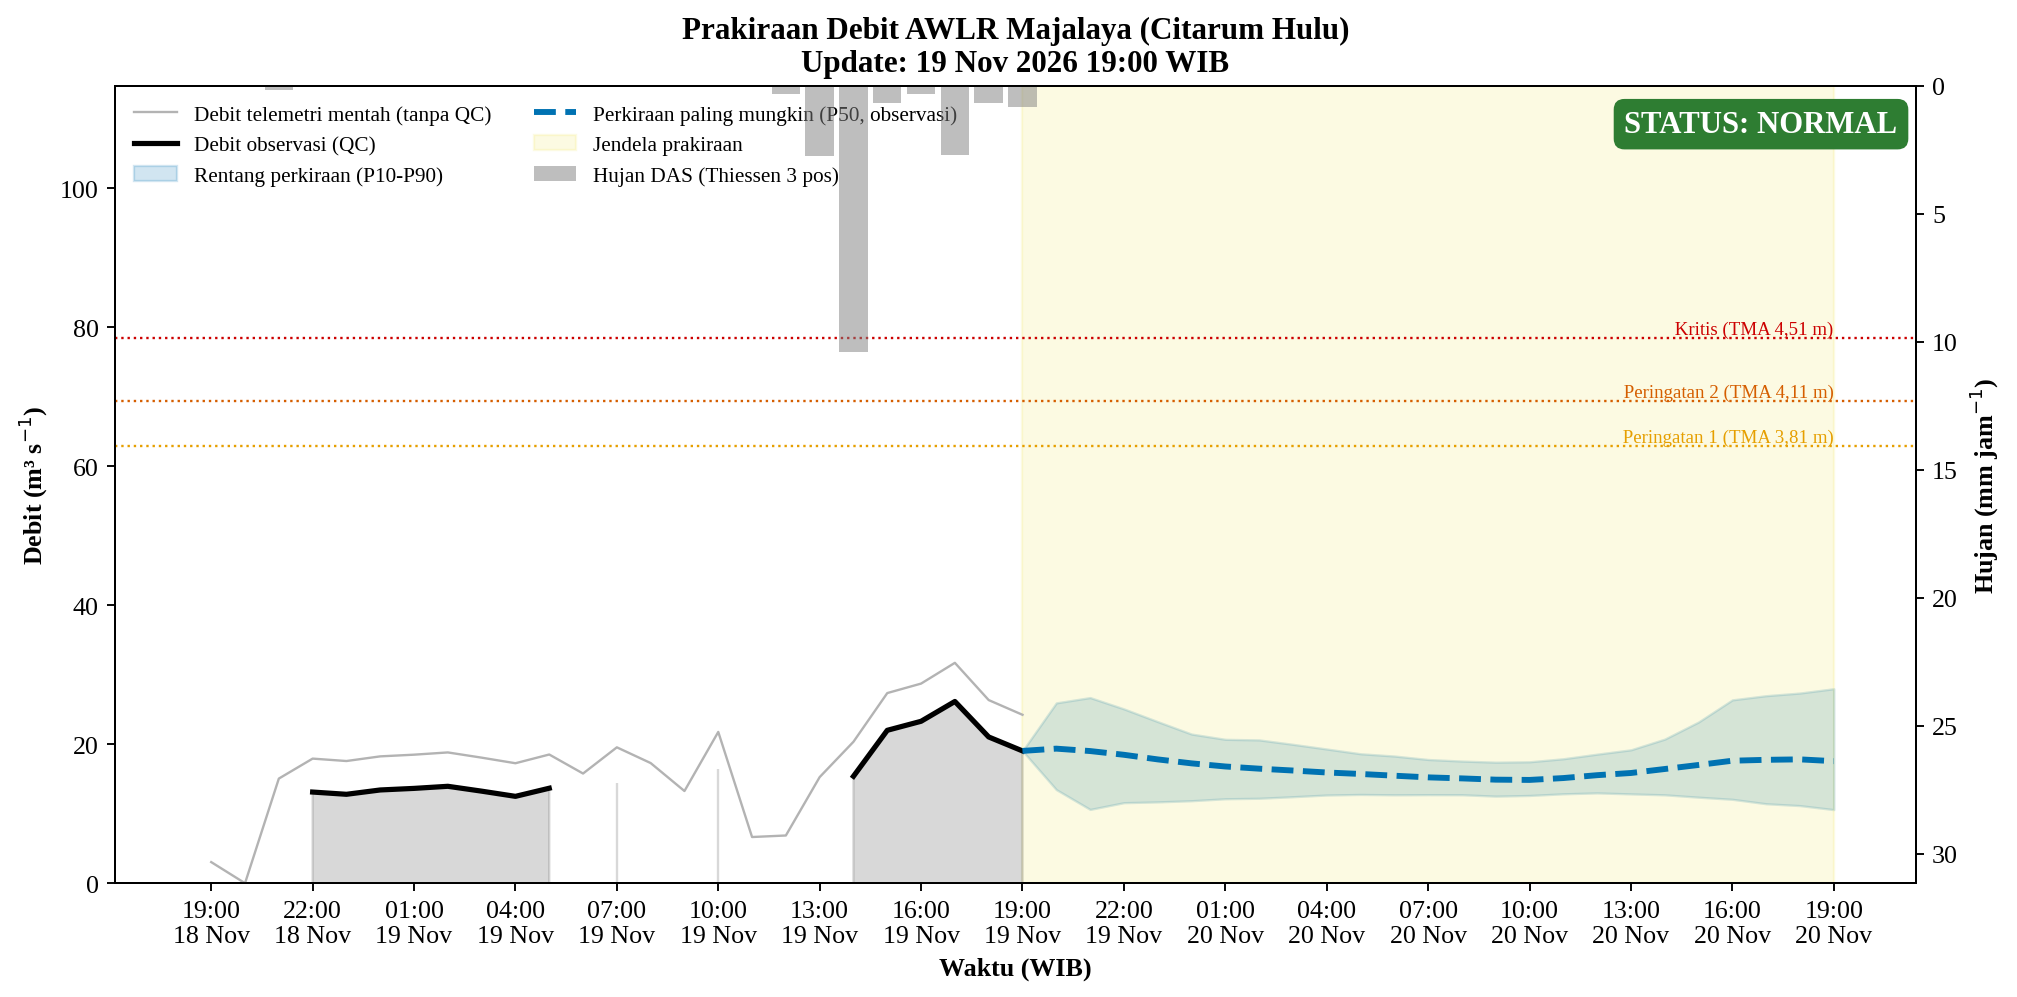 Prakiraan Debit AWLR Majalaya (Citarum Hulu)
Update: 19 Nov 2026 19:00 WIB
Debit telemetri mentah (tanpa QC)
Debit observasi (QC)
Rentang perkiraan (P10-P90)
Perkiraan paling mungkin (P50, observasi)
Jendela prakiraan
Hujan DAS (Thiessen 3 pos)
STATUS: NORMAL
Kritis (TMA 4,51 m)
Peringatan 2 (TMA 4,11 m)
Peringatan 1 (TMA 3,81 m)
Debit (m³ s⁻¹)
100
80
60
40
20
0
Hujan (mm jam⁻¹)
0
5
10
15
20
25
30
19:00 22:00 01:00 04:00 07:00 10:00 13:00 16:00 19:00 22:00 01:00 04:00 07:00 10:00 13:00 16:00 19:00
18 Nov 18 Nov 19 Nov 19 Nov 19 Nov 19 Nov 19 Nov 19 Nov 19 Nov 19 Nov 20 Nov 20 Nov 20 Nov 20 Nov 20 Nov 20 Nov 20 Nov
Waktu (WIB)